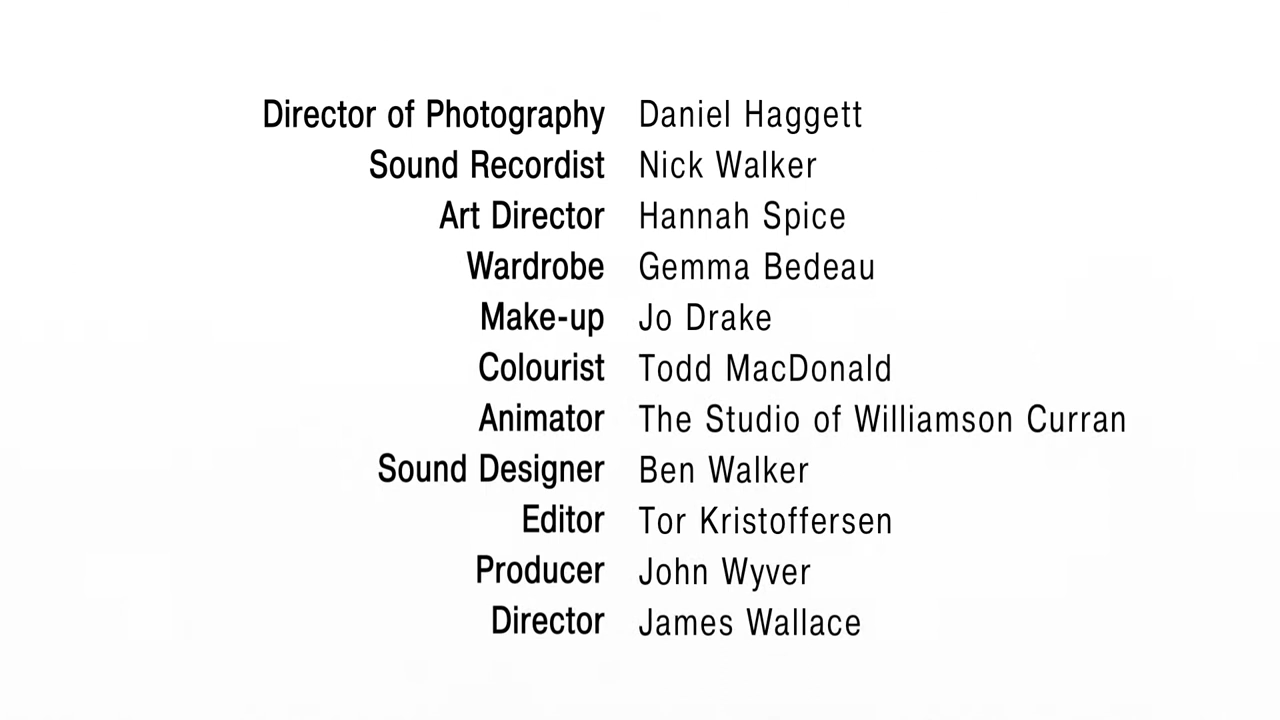 Director of Photography Daniel Haggett
Sound Recordist Nick Walker
Art Director Hannah Spice
Wardrobe Gemma Bedeau
Make-up Jo Drake
Colourist Todd MacDonald
Animator The Studio of Williamson Curran
Sound Designer Ben Walker
Editor Tor Kristoffersen
Producer John Wyver
Director James Wallace